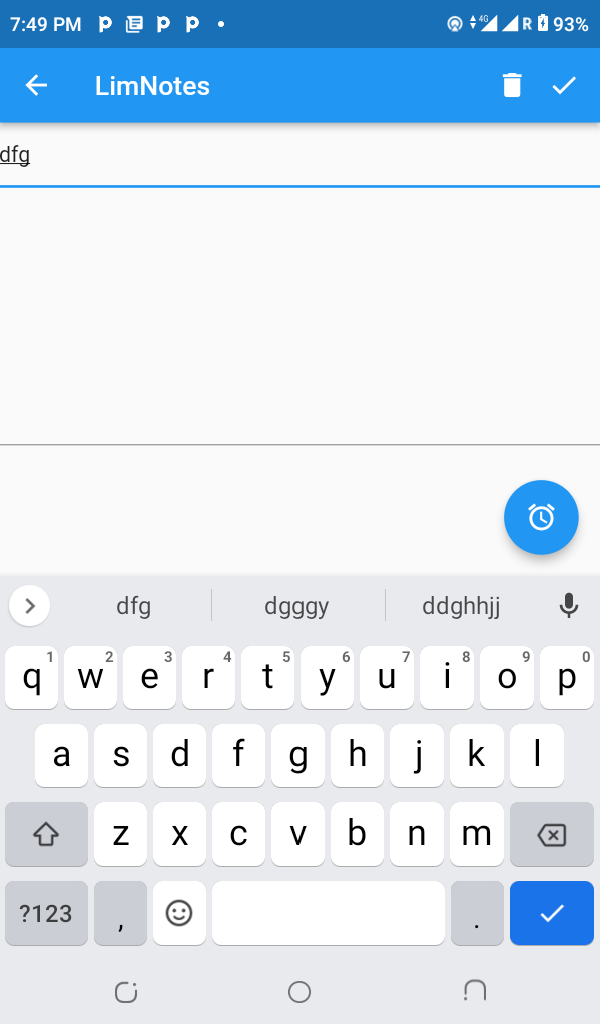 7:49 PM 4G R 93%
LimNotes
dfg
dfg dgggy ddghhjj
1 2 3 4 5 6 7 8 9 0
q w e r t y u i o p
a s d f g h j k l
z x c v b n m
?123 , .